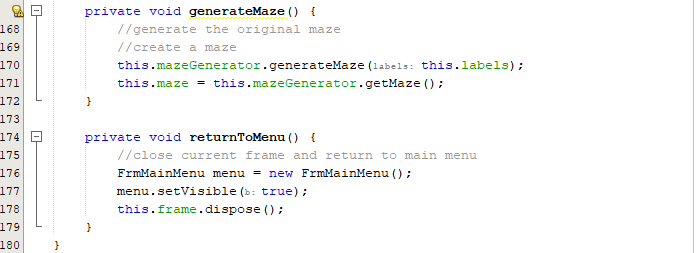 private void generateMaze() {
168 //generate the original maze
169 //create a maze
170 this.mazeGenerator.generateMaze(labels: this.labels);
171 this.maze = this.mazeGenerator.getMaze();
172 }
173
174 private void returnToMenu() {
175 //close current frame and return to main menu
176 FrmMainMenu menu = new FrmMainMenu();
177 menu.setVisible(b: true);
178 this.frame.dispose();
179 }
180 }